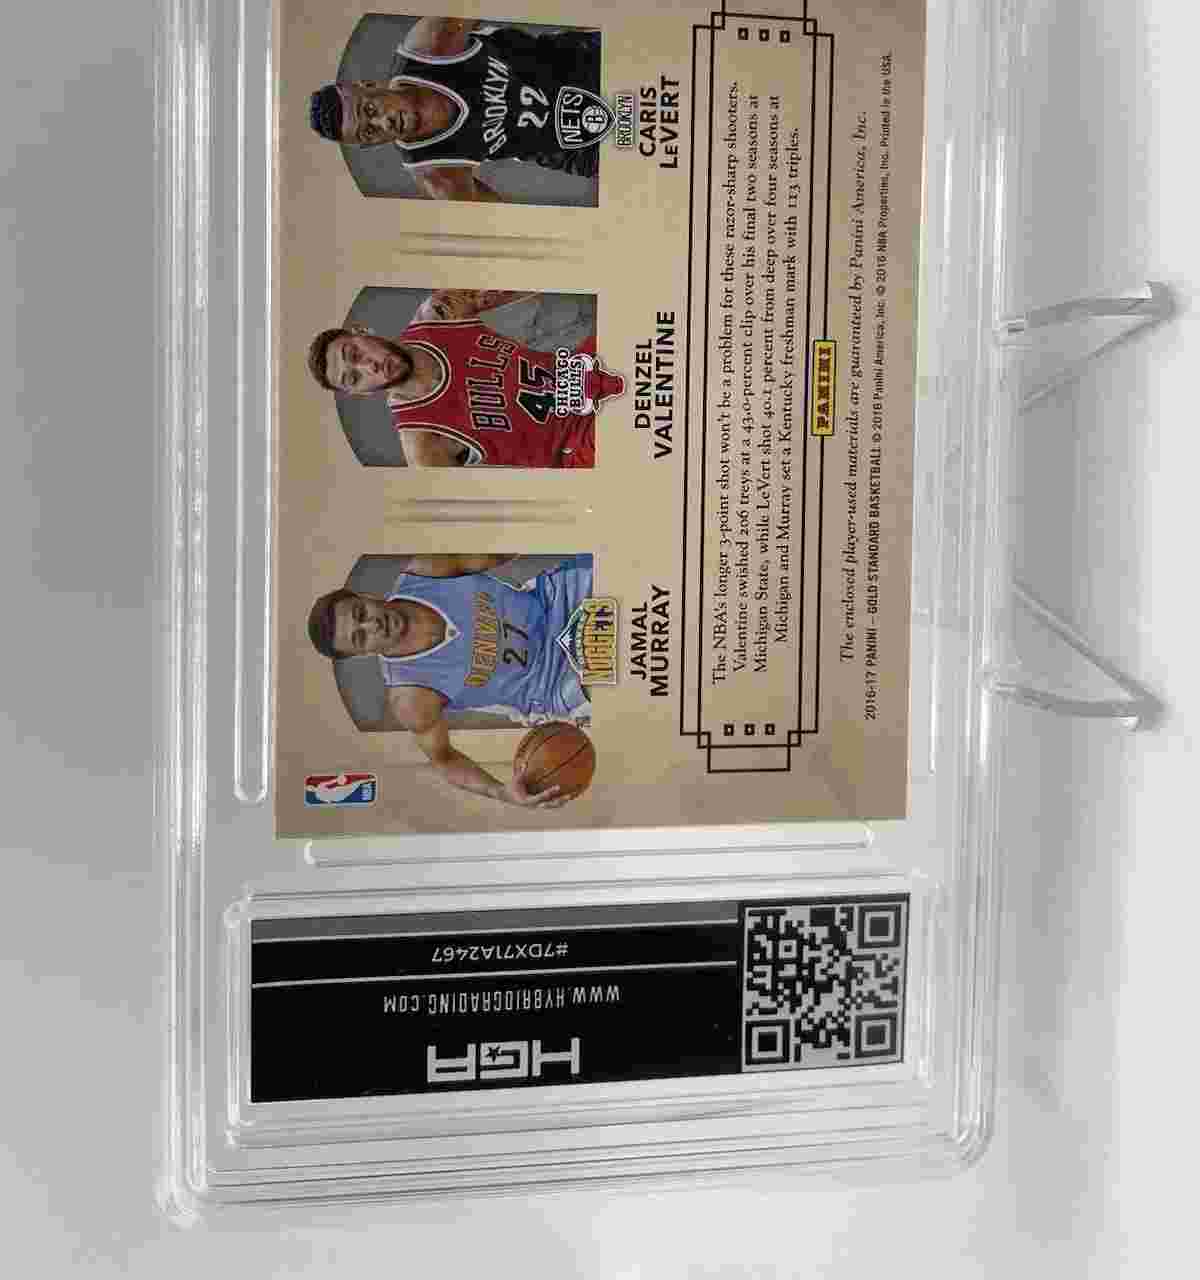 DENVER
27
DENVER
NUGGETS
JAMAL
MURRAY
BULLS
45
CHICAGO
BULLS
DENZEL
VALENTINE
BROOKLYN
22
NETS
B
BROOKLYN
CARIS
LeVERT
NBA
The NBA's longer 3-point shot won't be a problem for these razor-sharp shooters.
Valentine swished 206 treys at a 43.0-percent clip over his final two seasons at
Michigan State, while LeVert shot 40.1 percent from deep over four seasons at
Michigan and Murray set a Kentucky freshman mark with 113 triples.
PANINI
The enclosed player-used materials are guaranteed by Panini America, Inc.
2016-17 PANINI – GOLD STANDARD BASKETBALL © 2016 Panini America, Inc. © 2016 NBA Properties, Inc. Printed in the USA.
HGA
WWW.HYBRIDGRADING.COM
#7DX71A2467